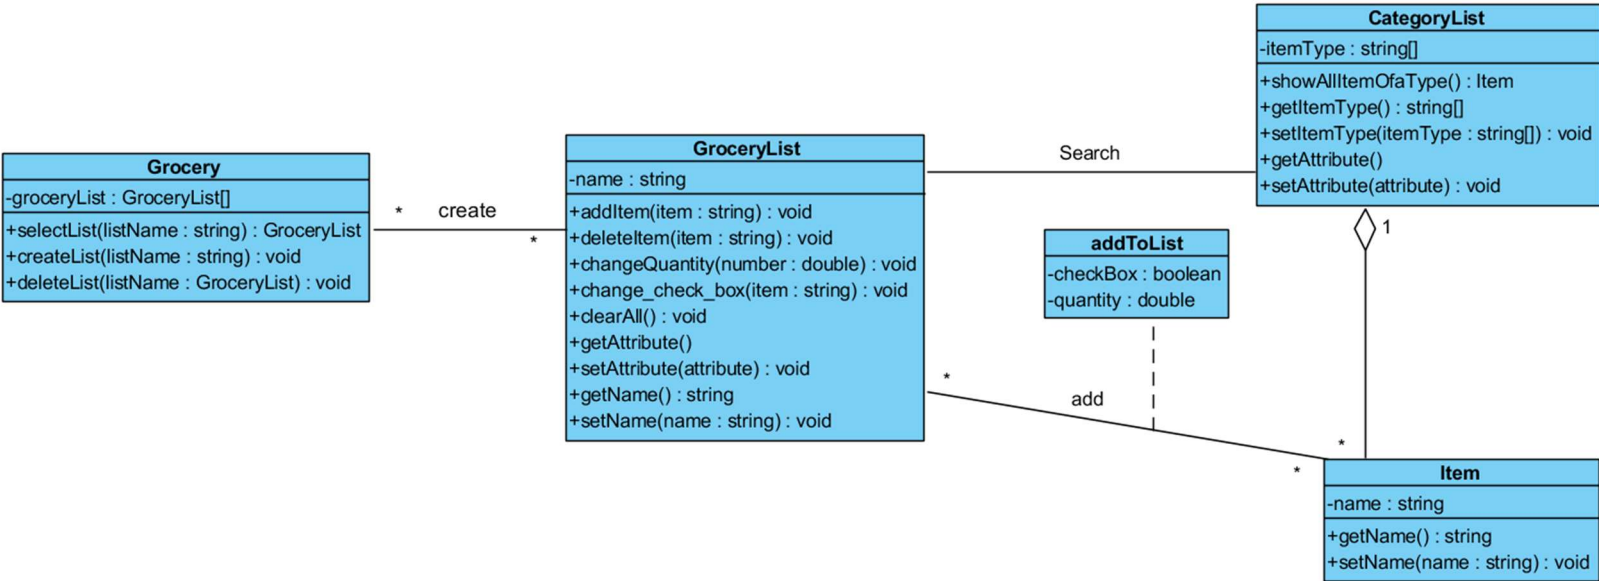 Grocery
-groceryList : GroceryList[]
+selectList(listName : string) : GroceryList
+createList(listName : string) : void
+deleteList(listName : GroceryList) : void
*
create
*
GroceryList
-name : string
+addItem(item : string) : void
+deleteItem(item : string) : void
+changeQuantity(number : double) : void
+change_check_box(item : string) : void
+clearAll() : void
+getAttribute()
+setAttribute(attribute) : void
+getName() : string
+setName(name : string) : void
Search
CategoryList
-itemType : string[]
+showAllItemOfaType() : Item
+getItemType() : string[]
+setItemType(itemType : string[]) : void
+getAttribute()
+setAttribute(attribute) : void
1
addToList
-checkBox : boolean
-quantity : double
*
add
*
*
Item
-name : string
+getName() : string
+setName(name : string) : void